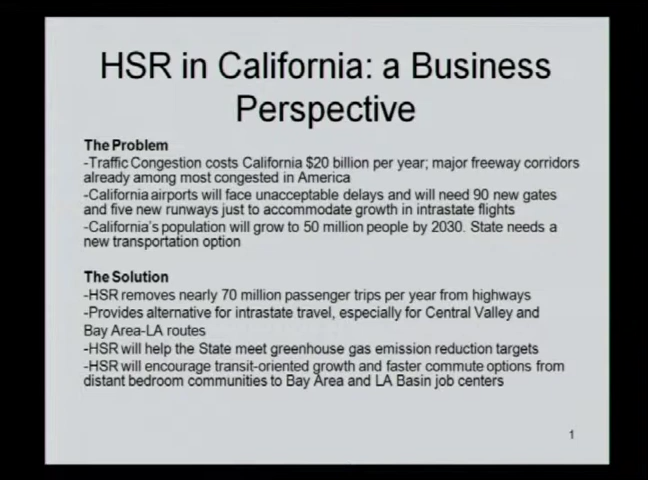 HSR in California: a Business
Perspective
The Problem
-Traffic Congestion costs California $20 billion per year; major freeway corridors
already among most congested in America
-California airports will face unacceptable delays and will need 90 new gates
and five new runways just to accommodate growth in intrastate flights
-California's population will grow to 50 million people by 2030. State needs a
new transportation option
The Solution
-HSR removes nearly 70 million passenger trips per year from highways
-Provides alternative for intrastate travel, especially for Central Valley and
Bay Area-LA routes
-HSR will help the State meet greenhouse gas emission reduction targets
-HSR will encourage transit-oriented growth and faster commute options from
distant bedroom communities to Bay Area and LA Basin job centers
1